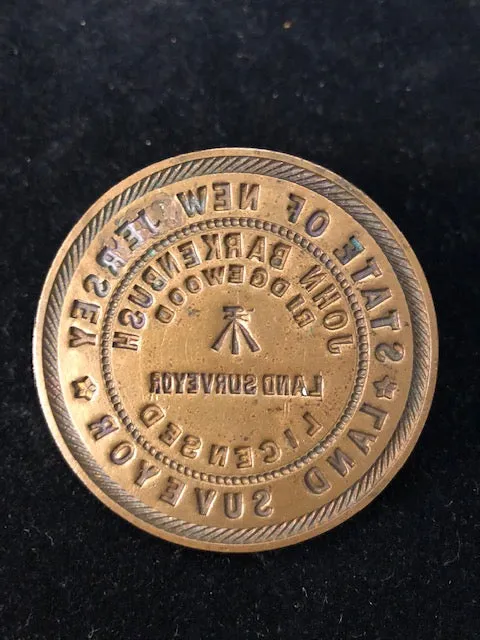 STATE OF NEW JERSEY
JOHN BARKENBUSH
RIDGEWOOD
LAND SURVEYOR
LICENSED
LAND SUVEYOR